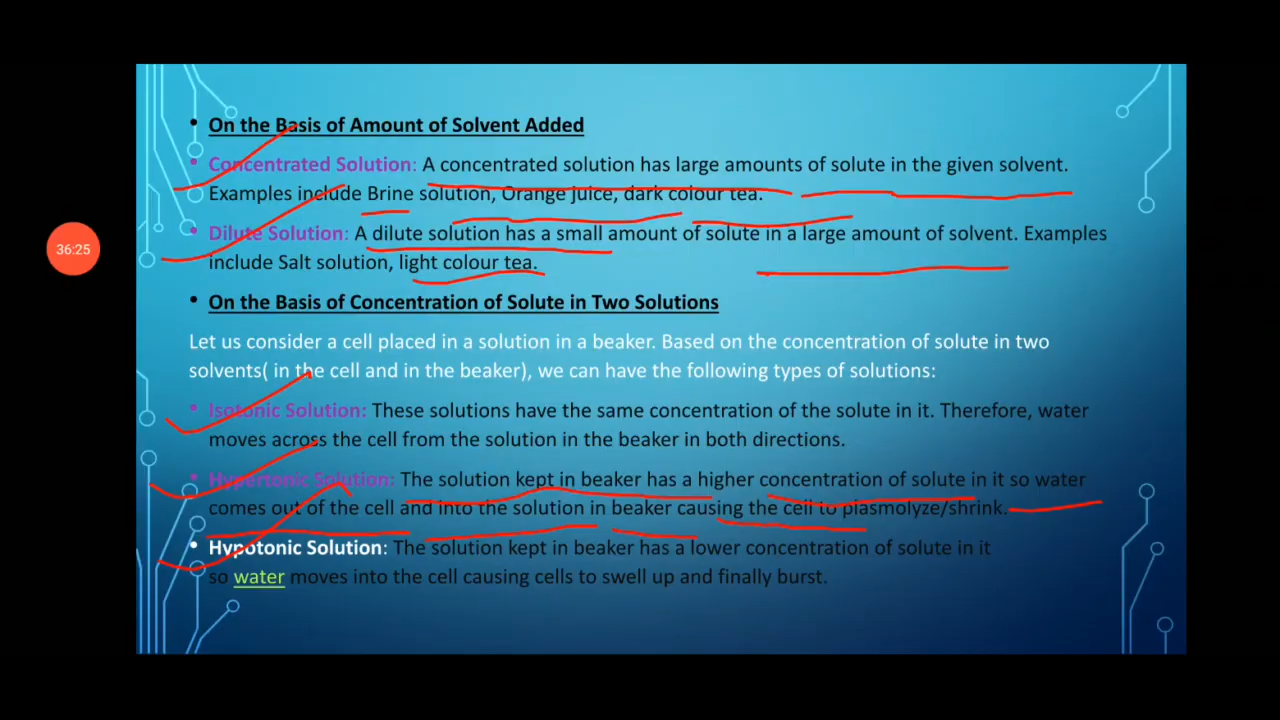 • On the Basis of Amount of Solvent Added
• Concentrated Solution: A concentrated solution has large amounts of solute in the given solvent.
Examples include Brine solution, Orange juice, dark colour tea.
36:25
• Dilute Solution: A dilute solution has a small amount of solute in a large amount of solvent. Examples
include Salt solution, light colour tea.
• On the Basis of Concentration of Solute in Two Solutions
Let us consider a cell placed in a solution in a beaker. Based on the concentration of solute in two
solvents( in the cell and in the beaker), we can have the following types of solutions:
• Isotonic Solution: These solutions have the same concentration of the solute in it. Therefore, water
moves across the cell from the solution in the beaker in both directions.
• Hypertonic Solution: The solution kept in beaker has a higher concentration of solute in it so water
comes out of the cell and into the solution in beaker causing the cell to plasmolyze/shrink.
• Hypotonic Solution: The solution kept in beaker has a lower concentration of solute in it
so water moves into the cell causing cells to swell up and finally burst.